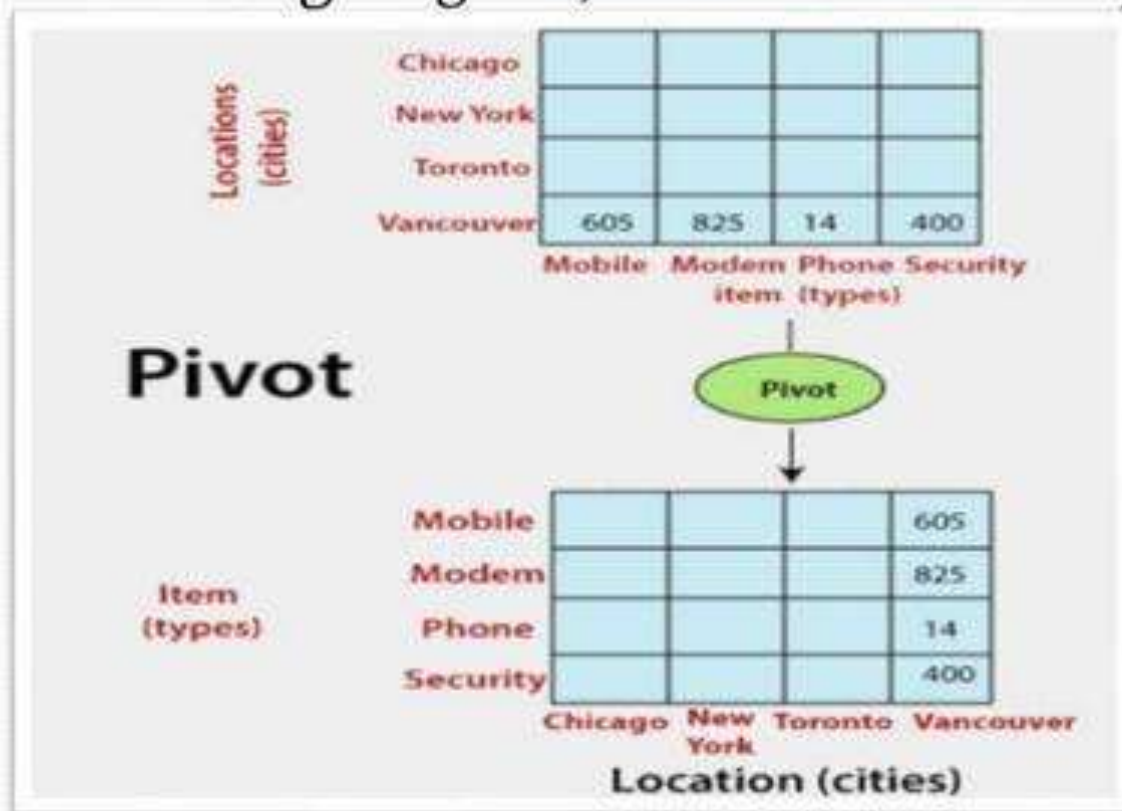 Locations
(cities)
Chicago
New York
Toronto
Vancouver 605 825 14 400
Mobile Modem Phone Security
item (types)
Pivot
Pivot
Mobile 605
Modem 825
Item
(types)
Phone 14
Security 400
Chicago New York Toronto Vancouver
Location (cities)